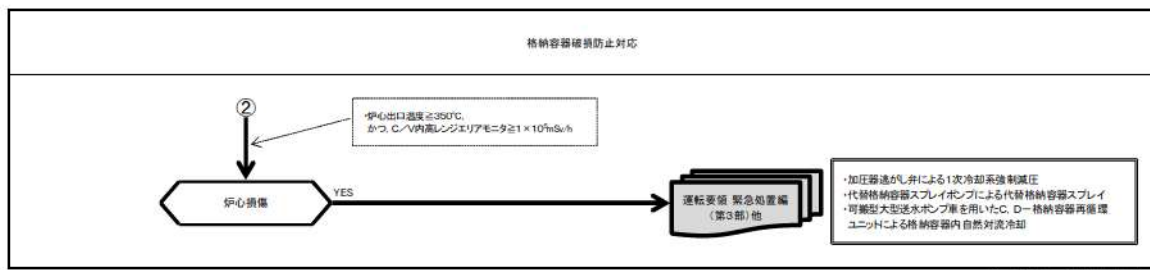 格納容器破損防止対応
②
・炉心出口温度≧350℃,
かつ, C/V内高レンジエリアモニタ≧1×10⁵mSv/h
炉心損傷
YES
運転要領 緊急処置編
(第3部)他
・加圧器逃がし弁による1次冷却系強制減圧
・代替格納容器スプレイポンプによる代替格納容器スプレイ
・可搬型大型送水ポンプ車を用いたC, D-格納容器再循環
ユニットによる格納容器内自然対流冷却